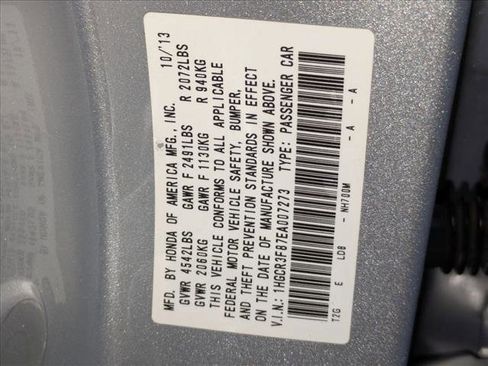 MFD. BY HONDA OF AMERICA MFG., INC. 10/'13
GVWR 4542LBS GAWR F 2491LBS R 2072LBS
GVWR 2060KG GAWR F 1130KG R 940KG
THIS VEHICLE CONFORMS TO ALL APPLICABLE
FEDERAL MOTOR VEHICLE SAFETY, BUMPER,
AND THEFT PREVENTION STANDARDS IN EFFECT
ON THE DATE OF MANUFACTURE SHOWN ABOVE.
V.I.N.: 1HGCR3F87EA007273 TYPE: PASSENGER CAR
T2G E LDB - NH700M - A - A